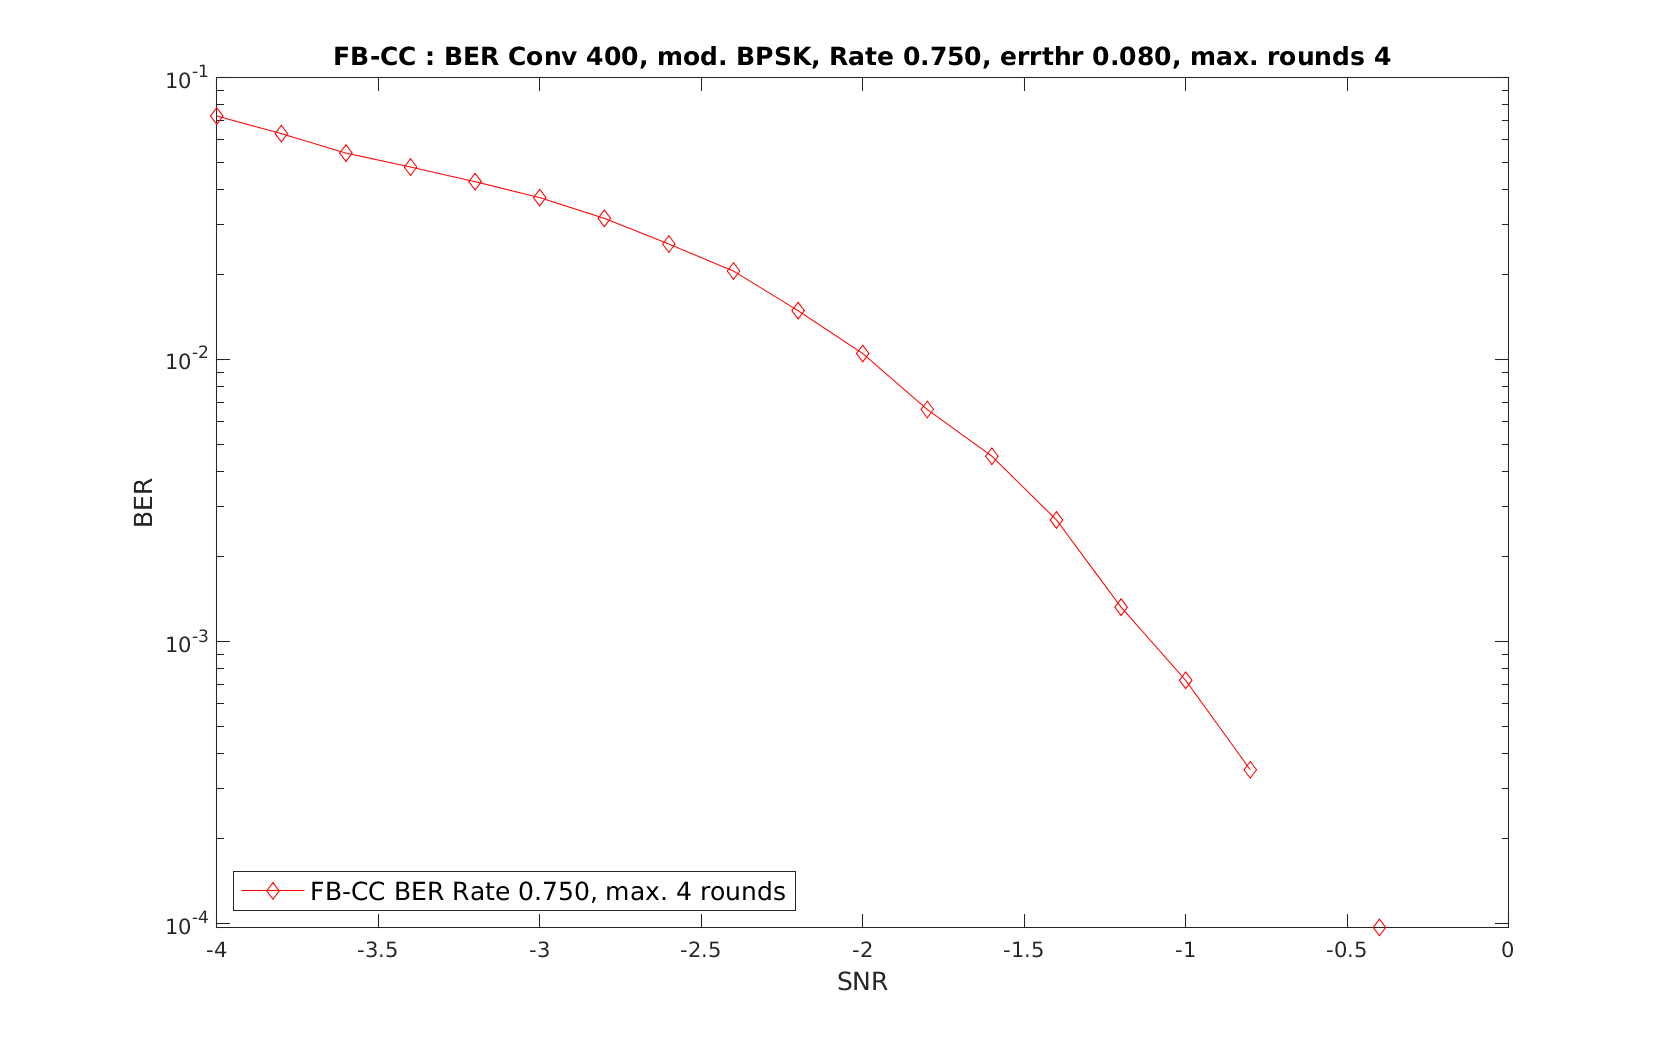 FB-CC : BER Conv 400, mod. BPSK, Rate 0.750, errthr 0.080, max. rounds 4
10^-1
10^-2
10^-3
10^-4
BER
FB-CC BER Rate 0.750, max. 4 rounds
-4 -3.5 -3 -2.5 -2 -1.5 -1 -0.5 0
SNR